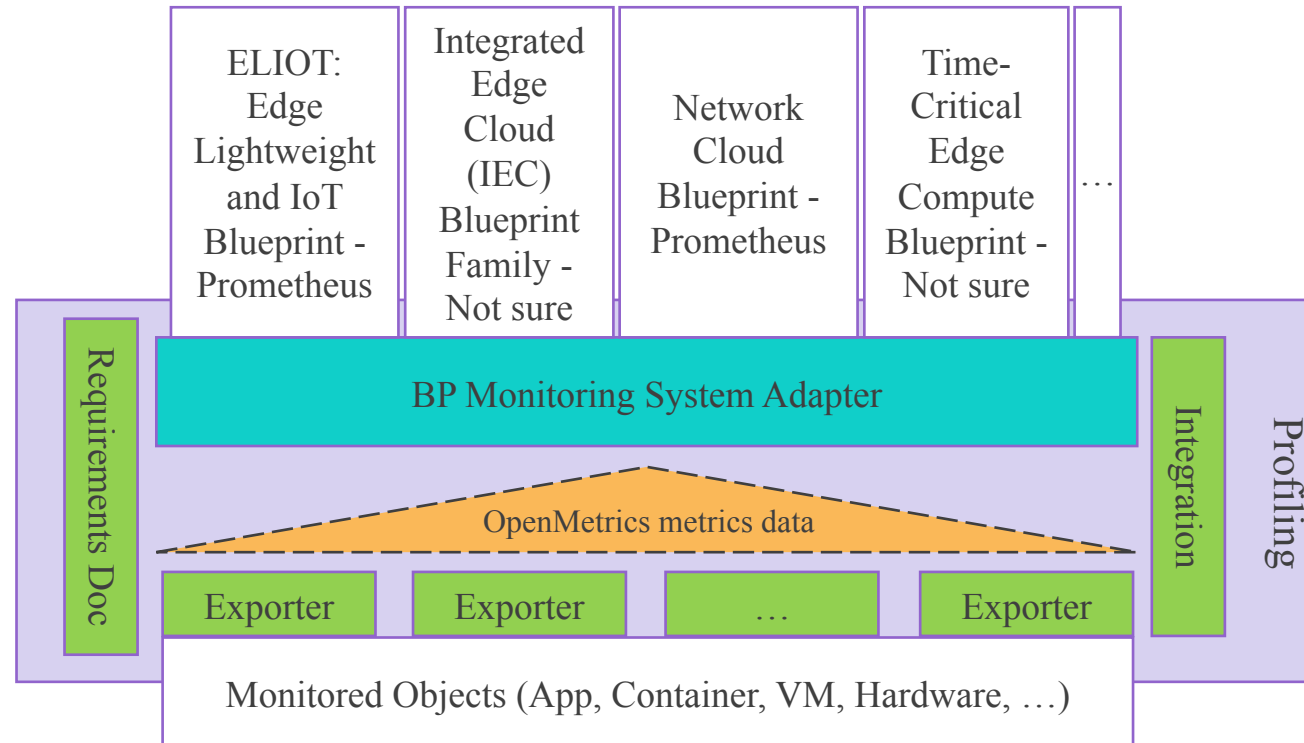 ELIOT:
Edge
Lightweight
and IoT
Blueprint -
Prometheus
Integrated
Edge
Cloud
(IEC)
Blueprint
Family -
Not sure
Network
Cloud
Blueprint -
Prometheus
Time-
Critical
Edge
Compute
Blueprint -
Not sure
...
Requirements Doc
BP Monitoring System Adapter
Integration
Profiling
OpenMetrics metrics data
Exporter
Exporter
...
Exporter
Monitored Objects (App, Container, VM, Hardware, ...)